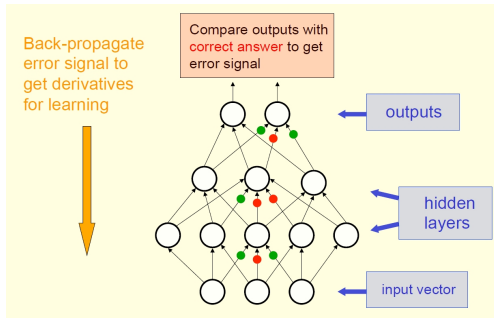 Compare outputs with
correct answer to get
error signal
Back-propagate
error signal to
get derivatives
for learning
outputs
hidden
layers
input vector